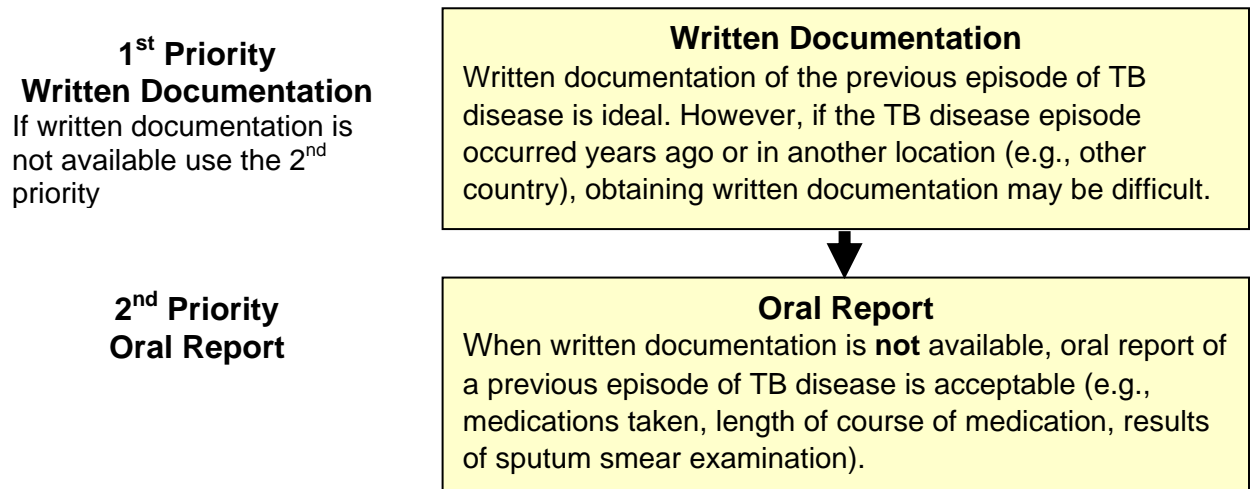 1st Priority
Written Documentation
If written documentation is
not available use the 2nd
priority
Written Documentation
Written documentation of the previous episode of TB
disease is ideal. However, if the TB disease episode
occurred years ago or in another location (e.g., other
country), obtaining written documentation may be difficult.
2nd Priority
Oral Report
Oral Report
When written documentation is not available, oral report of
a previous episode of TB disease is acceptable (e.g.,
medications taken, length of course of medication, results
of sputum smear examination).